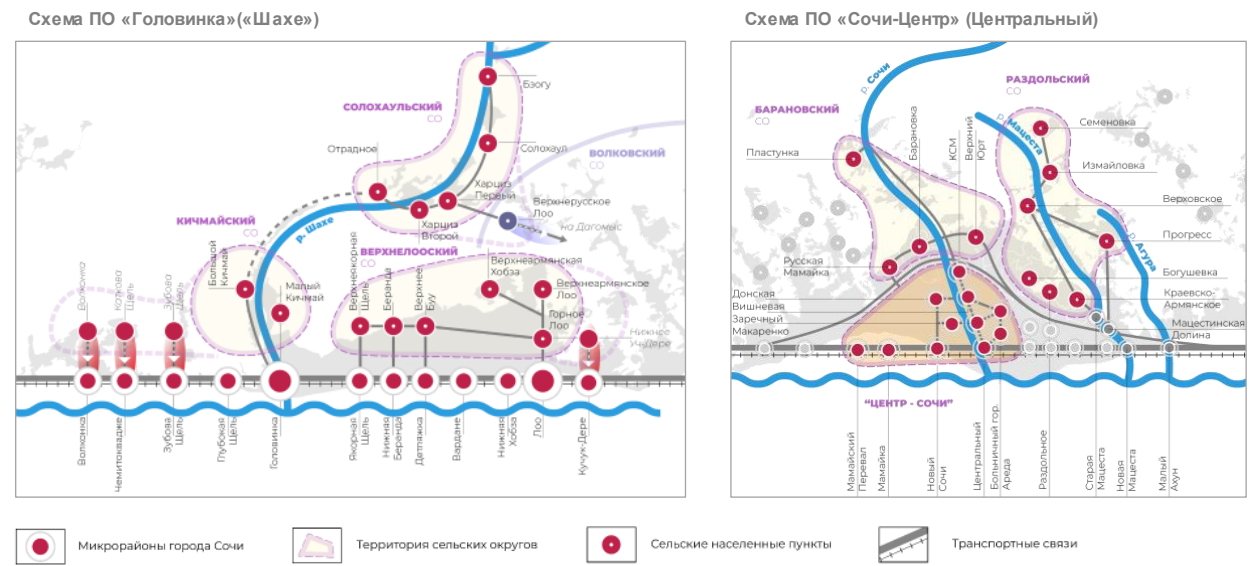 Схема ПО «Головинка»(«Шахе»)
Схема ПО «Сочи-Центр» (Центральный)
СОЛОХАУЛЬСКИЙ
СО
Бзогу
Отрадное
Солохаул
ВОЛКОВСКИЙ
СО
Харциз
Первый
Верхнерусское
Лоо
на Дагомыс
КИЧМАЙСКИЙ
СО
р. Шахе
Харциз
Второй
ВЕРХНЕЛООСКИЙ
СО
Волконка
Каткова
Щель
Зубова
Щель
Большой
Кичмай
Малый
Кичмай
Верхнеякорная
Щель
Беранда
Верхнее
Буу
Верхнеармянская
Хобза
Верхнеармянское
Лоо
Горное
Лоо
Нижнее
Уч-Дере
Волконка
Чемитоквадже
Зубова
Щель
Глубокая
Щель
Головинка
Якорная
Щель
Нижняя
Беранда
Детляжка
Вардане
Нижняя
Хобза
Лоо
Кучук-Дере
р. Сочи
БАРАНОВСКИЙ
СО
РАЗДОЛЬСКИЙ
СО
Пластунка
Барановка
КСМ
Верхний
Юрт
р. Мацеста
Семеновка
Измайловка
Верховское
Прогресс
р. Агура
Русская
Мамайка
Богушевка
Донская
Вишневая
Заречный
Макаренко
Краевско-
Армянское
Мацестинская
Долина
“ЦЕНТР - СОЧИ”
Мамайский
Перевал
Мамайка
Новый
Сочи
Центральный
Больничный гор.
Ареда
Раздольное
Старая
Мацеста
Новая
Мацеста
Малый
Ахун
Микрорайоны города Сочи
Территория сельских округов
Сельские населенные пункты
Транспортные связи